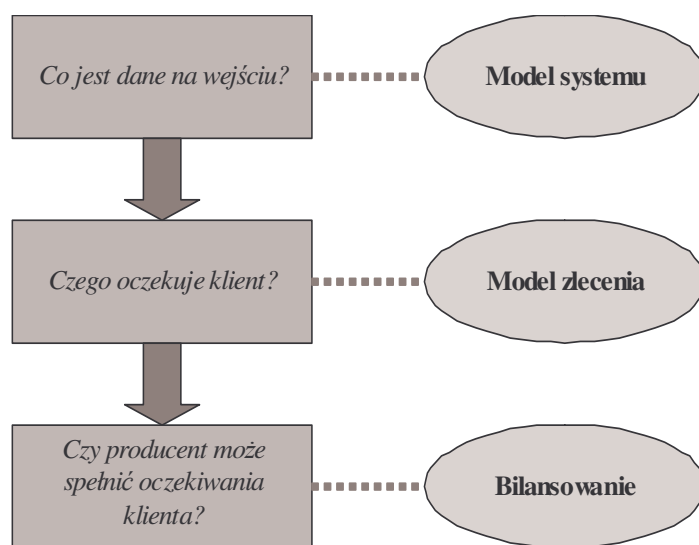 Co jest dane na wejściu?
Model systemu
Czego oczekuje klient?
Model zlecenia
Czy producent może
spełnić oczekiwania
klienta?
Bilansowanie